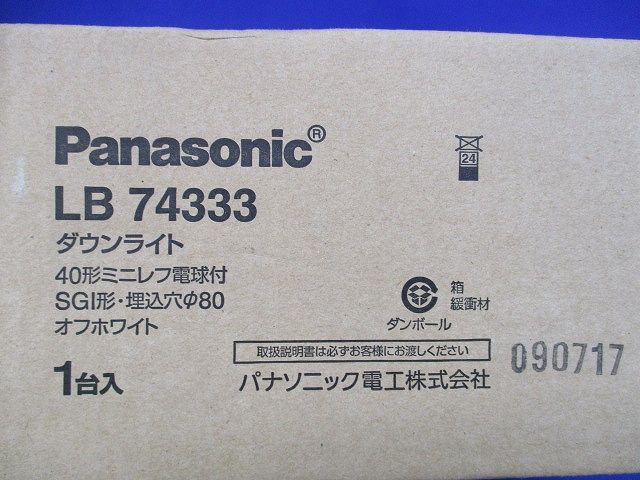 Panasonic®
LB 74333
ダウンライト
40形ミニレフ電球付
SGI形・埋込穴φ80
オフホワイト
1台入
24
箱
緩衝材
ダンボール
取扱説明書は必ずお客様にお渡しください
パナソニック電工株式会社
090717